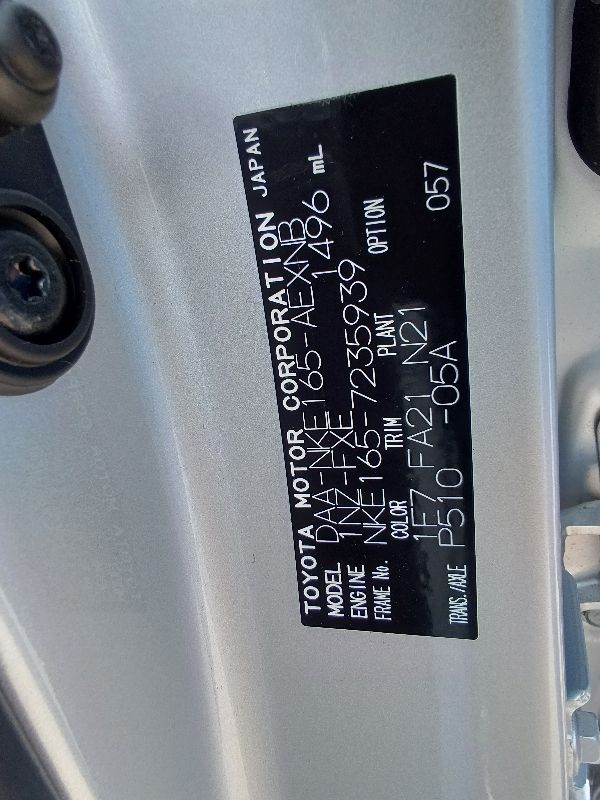 TOYOTA MOTOR CORPORATION JAPAN
MODEL DAA-NKE165-AEXNB
ENGINE 1NZ-FXE 1496 mL
FRAME No. NKE165-7235939
COLOR TRIM PLANT OPTION
1F7 FA21 N21 057
TRANS./AXLE P510 -05A